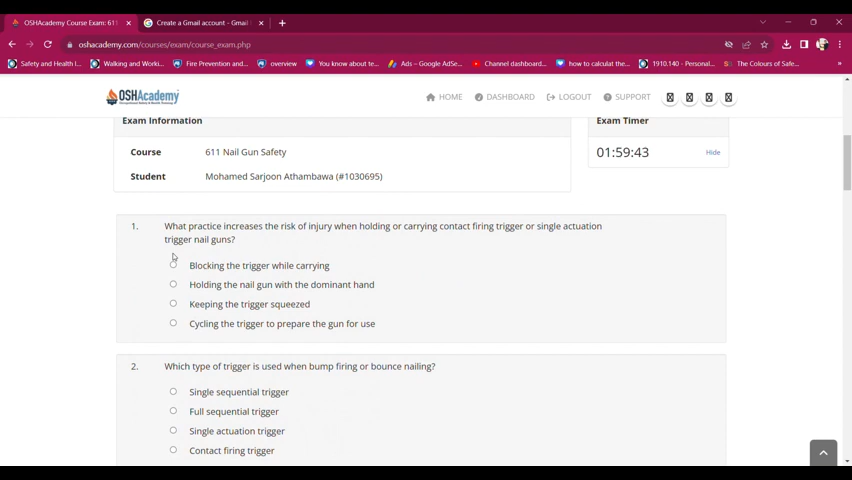 OSHAcademy Course Exam: 611
Create a Gmail account - Gmail
oshacademy.com/courses/exam/course_exam.php
Safety and Health I... Walking and Worki... Fire Prevention and... overview You know about te... Ads – Google AdSe... Channel dashboard... how to calculat the... 1910.140 - Personal... The Colours of Safe... »
OSHAcademy HOME DASHBOARD LOGOUT SUPPORT
Exam Information Exam Timer
Course 611 Nail Gun Safety 01:59:43 Hide
Student Mohamed Sarjoon Athambawa (#1030695)
1. What practice increases the risk of injury when holding or carrying contact firing trigger or single actuation
trigger nail guns?
Blocking the trigger while carrying
Holding the nail gun with the dominant hand
Keeping the trigger squeezed
Cycling the trigger to prepare the gun for use
2. Which type of trigger is used when bump firing or bounce nailing?
Single sequential trigger
Full sequential trigger
Single actuation trigger
Contact firing trigger